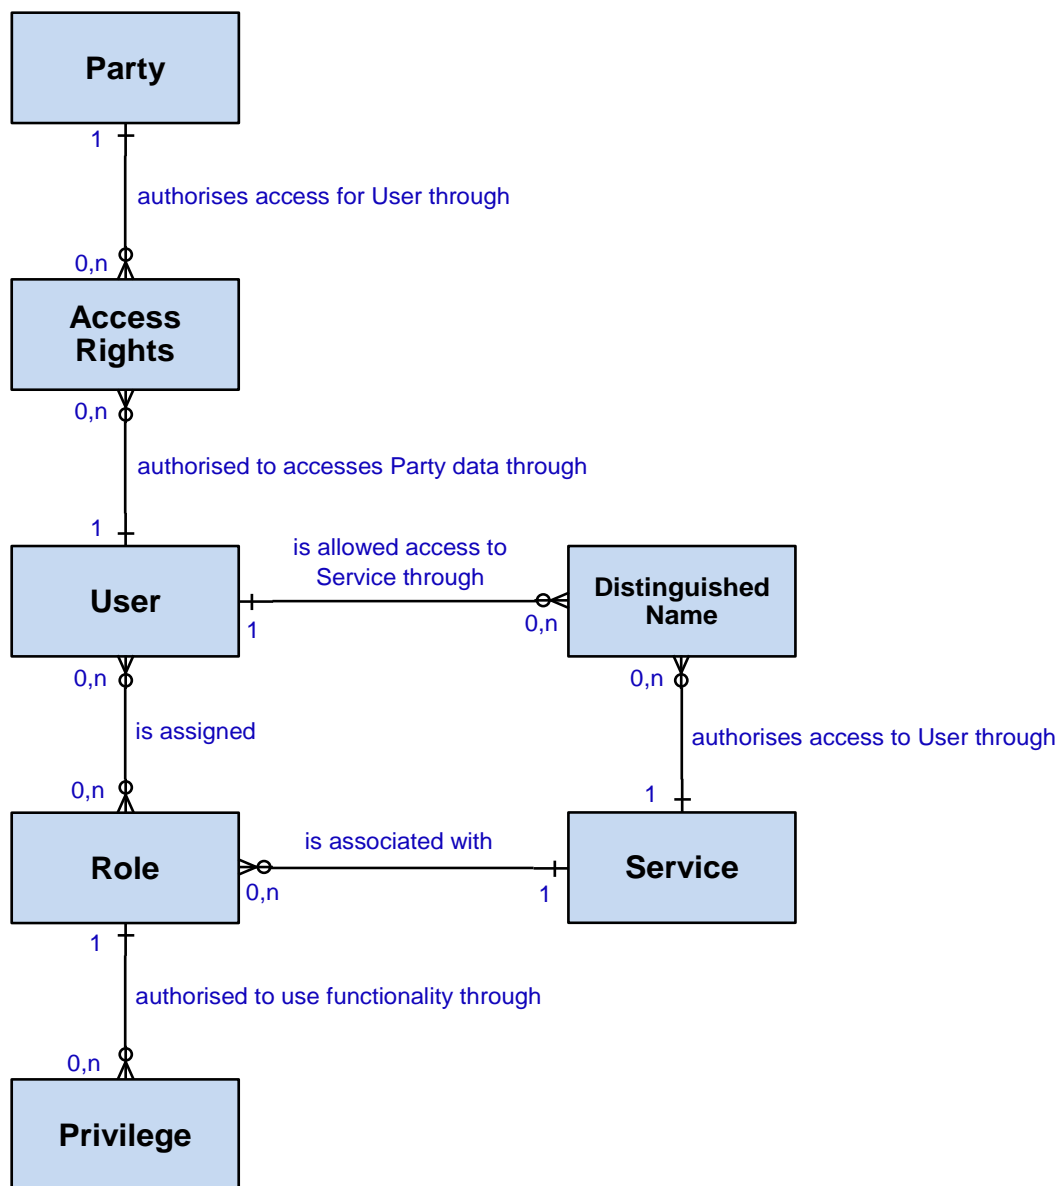 Party
1
authorises access for User through
0,n
Access
Rights
0,n
authorised to accesses Party data through
1
User
1
is allowed access to
Service through
0,n
Distinguished
Name
0,n
0,n
is assigned
authorises access to User through
0,n
1
Role
0,n
is associated with
1
Service
1
authorised to use functionality through
0,n
Privilege